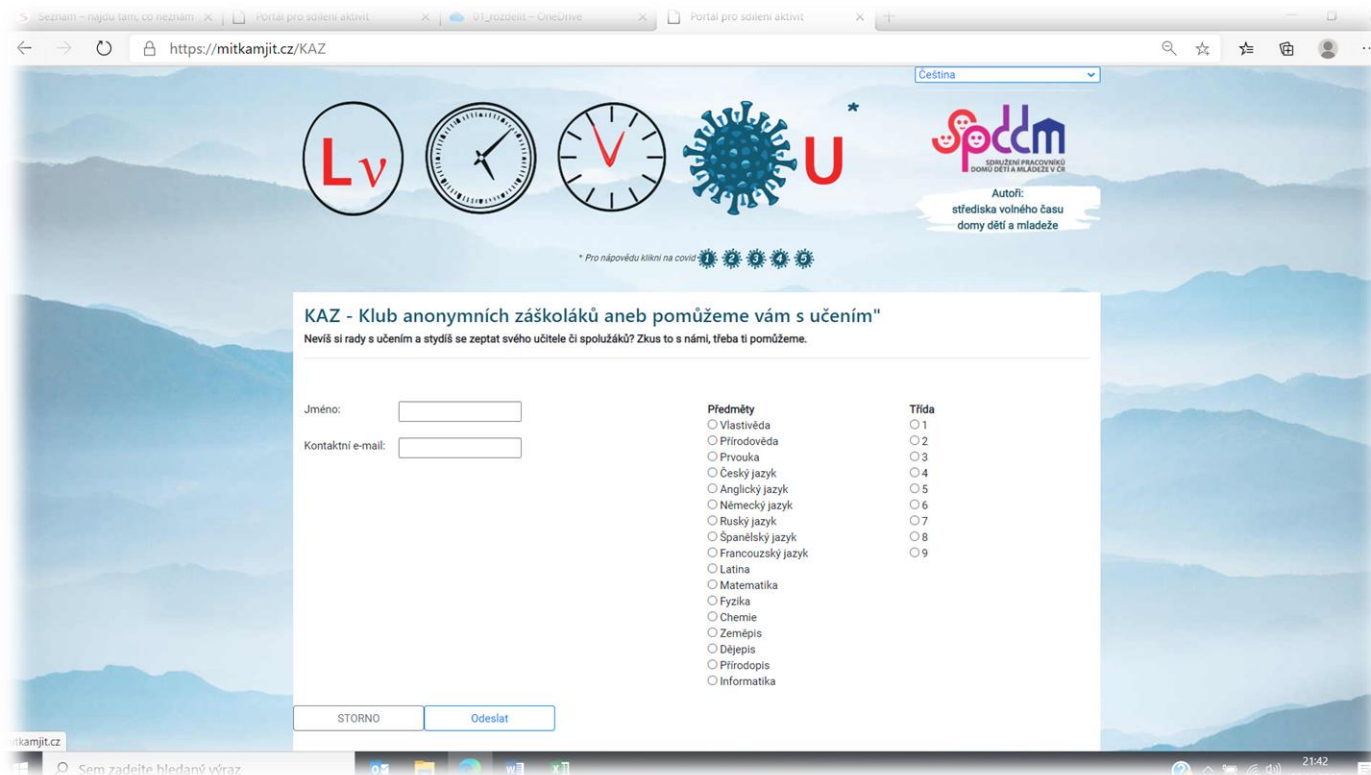 Seznam – najdu tam, co neznám
Portál pro sdílení aktivit
01_rozdělit – OneDrive
Portál pro sdílení aktivit
https://mitkamjit.cz/KAZ
Čeština
Lv
V
U
*
Spddm
SDRUŽENÍ PRACOVNÍKŮ
DOMŮ DĚTÍ A MLÁDEŽE V ČR
Autoři:
střediska volného času
domy dětí a mladeže
* Pro nápovědu klikni na covid 1 2 3 4 5
KAZ - Klub anonymních záškoláků aneb pomůžeme vám s učením"
Nevíš si rady s učením a stydíš se zeptat svého učitele či spolužáků? Zkus to s námi, třeba ti pomůžeme.
Jméno:
Kontaktní e-mail:
Předměty
Vlastivěda
Přírodověda
Prvouka
Český jazyk
Anglický jazyk
Německý jazyk
Ruský jazyk
Španělský jazyk
Francouzský jazyk
Latina
Matematika
Fyzika
Chemie
Zeměpis
Dějepis
Přírodopis
Informatika
Třída
1
2
3
4
5
6
7
8
9
STORNO
Odeslat
mitkamjit.cz
Sem zadejte hledaný výraz
21:42